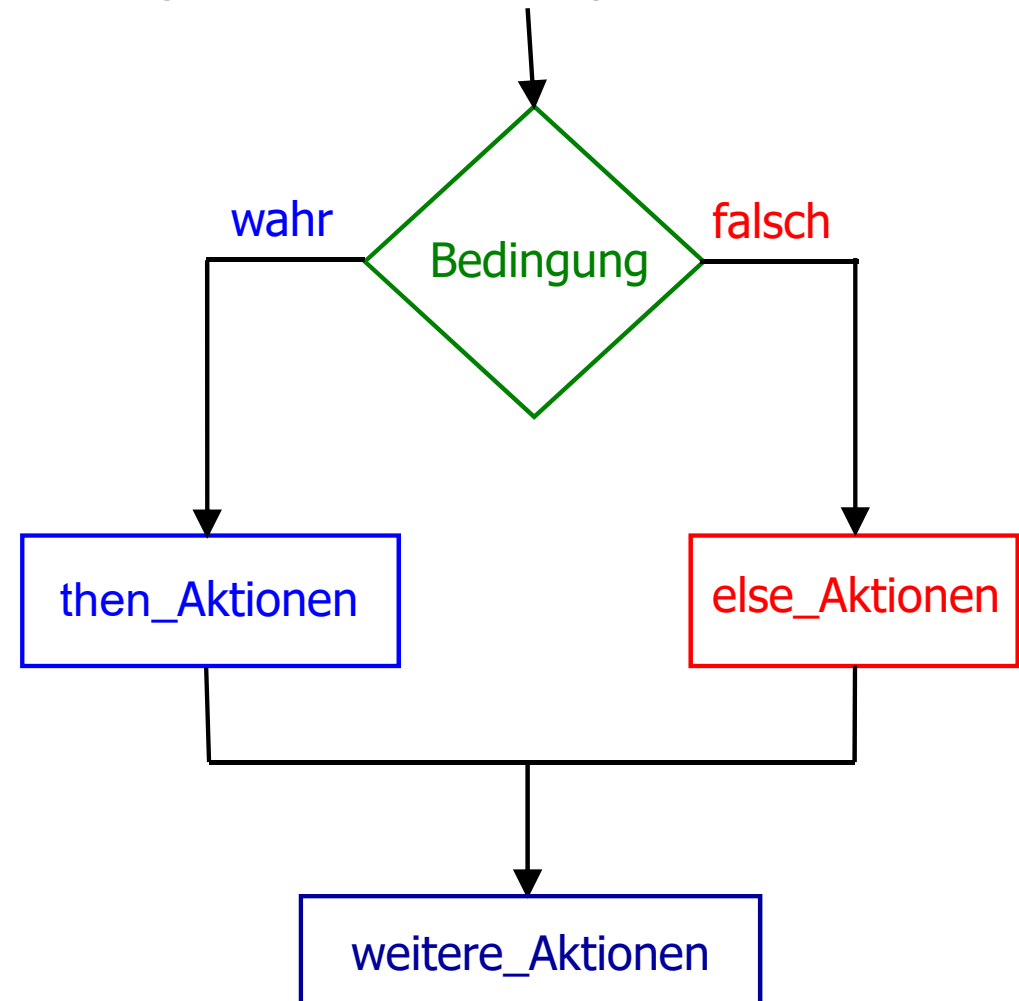 wahr
falsch
Bedingung
then_Aktionen
else_Aktionen
weitere_Aktionen